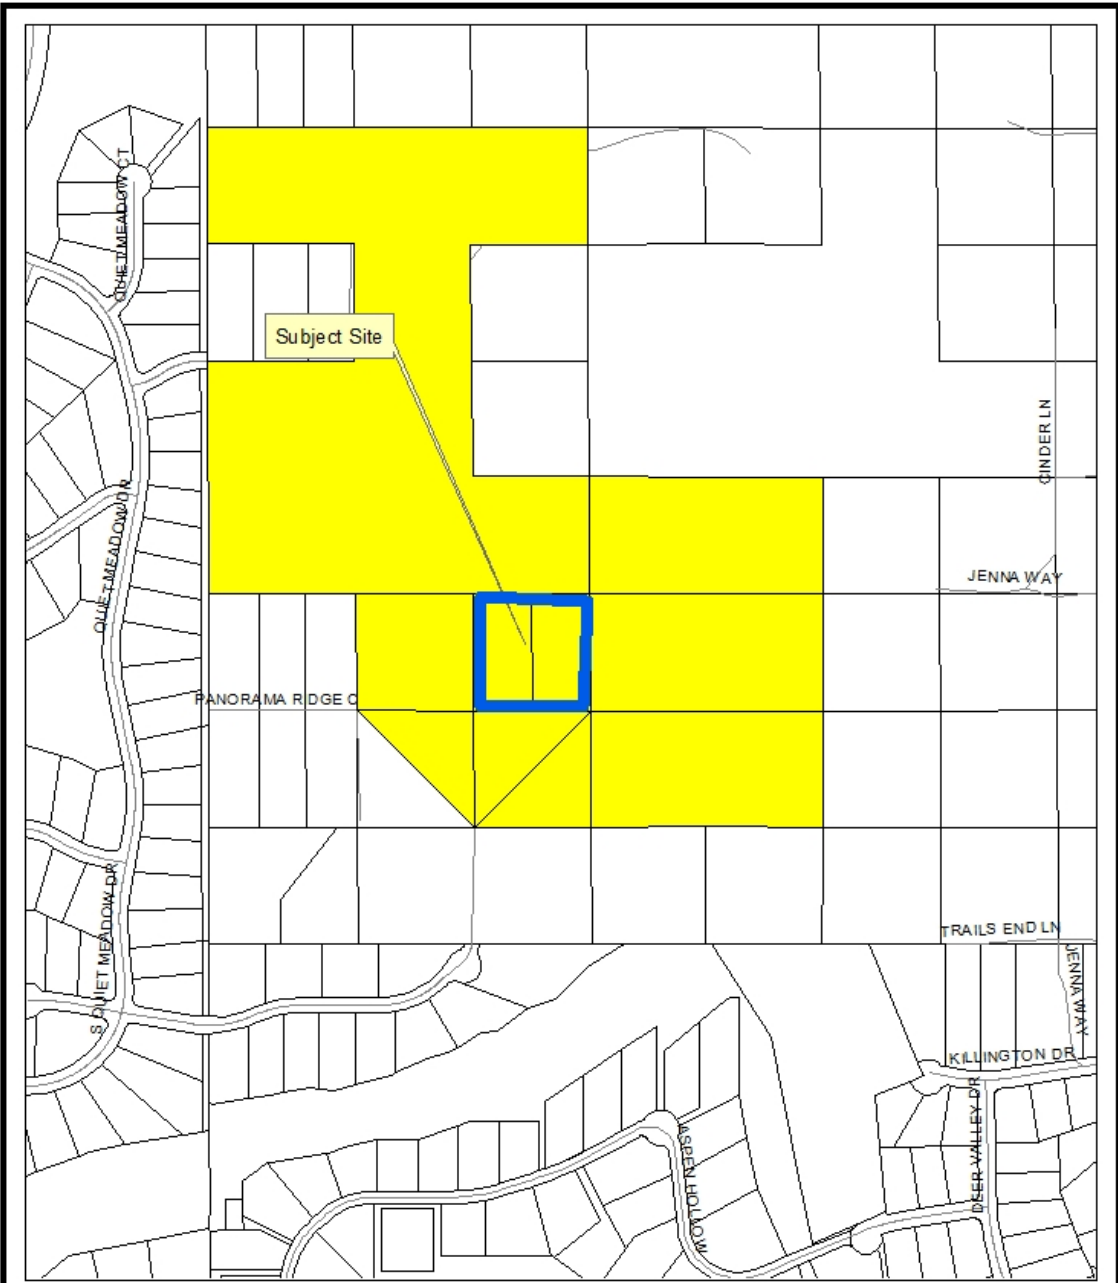 QUIET MEADOW CT
Subject Site
CINDER LN
QUIET MEADOW DR
JENNA WAY
PANORAMA RIDGE C
S QUIET MEADOW DR
TRAILS END LN
JENNA WAY
KILLINGTON DR
DEER VALLEY DR
ASPEN HOLLOW